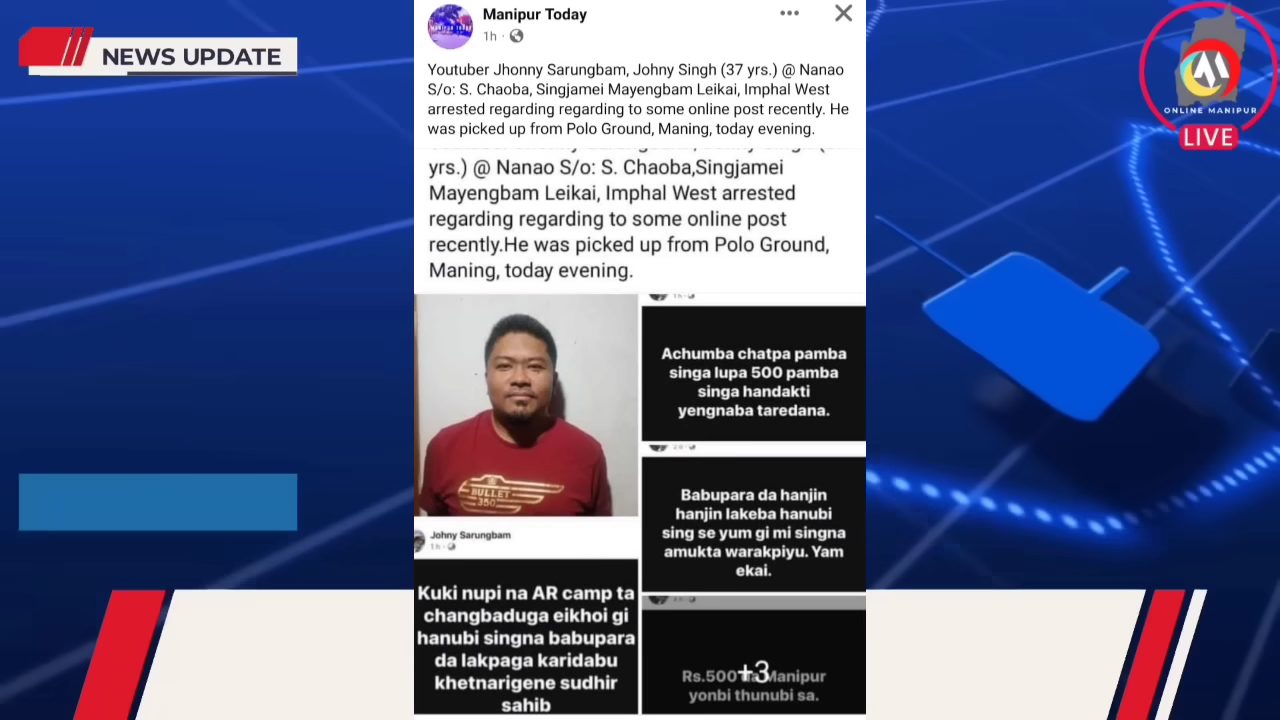 NEWS UPDATE
Manipur Today
1h
Youtuber Jhonny Sarungbam, Johny Singh (37 yrs.) @ Nanao
S/o: S. Chaoba, Singjamei Mayengbam Leikai, Imphal West
arrested regarding regarding to some online post recently. He
was picked up from Polo Ground, Maning, today evening.
yrs.) @ Nanao S/o: S. Chaoba,Singjamei
Mayengbam Leikai, Imphal West arrested
regarding regarding to some online post
recently.He was picked up from Polo Ground,
Maning, today evening.
BULLET
350
Johny Sarungbam
1h
Kuki nupi na AR camp ta
changbaduga eikhoi gi
hanubi singna babupara
da lakpaga karidabu
khetnarigene sudhir
sahib
Achumba chatpa pamba
singa lupa 500 pamba
singa handakti
yengnaba taredana.
Babupara da hanjin
hanjin lakeba hanubi
sing se yum gi mi singna
amukta warakpiyu. Yam
ekai.
Rs.500 Manipur
yonbi thunubi sa.
+3
ONLINE MANIPUR
LIVE